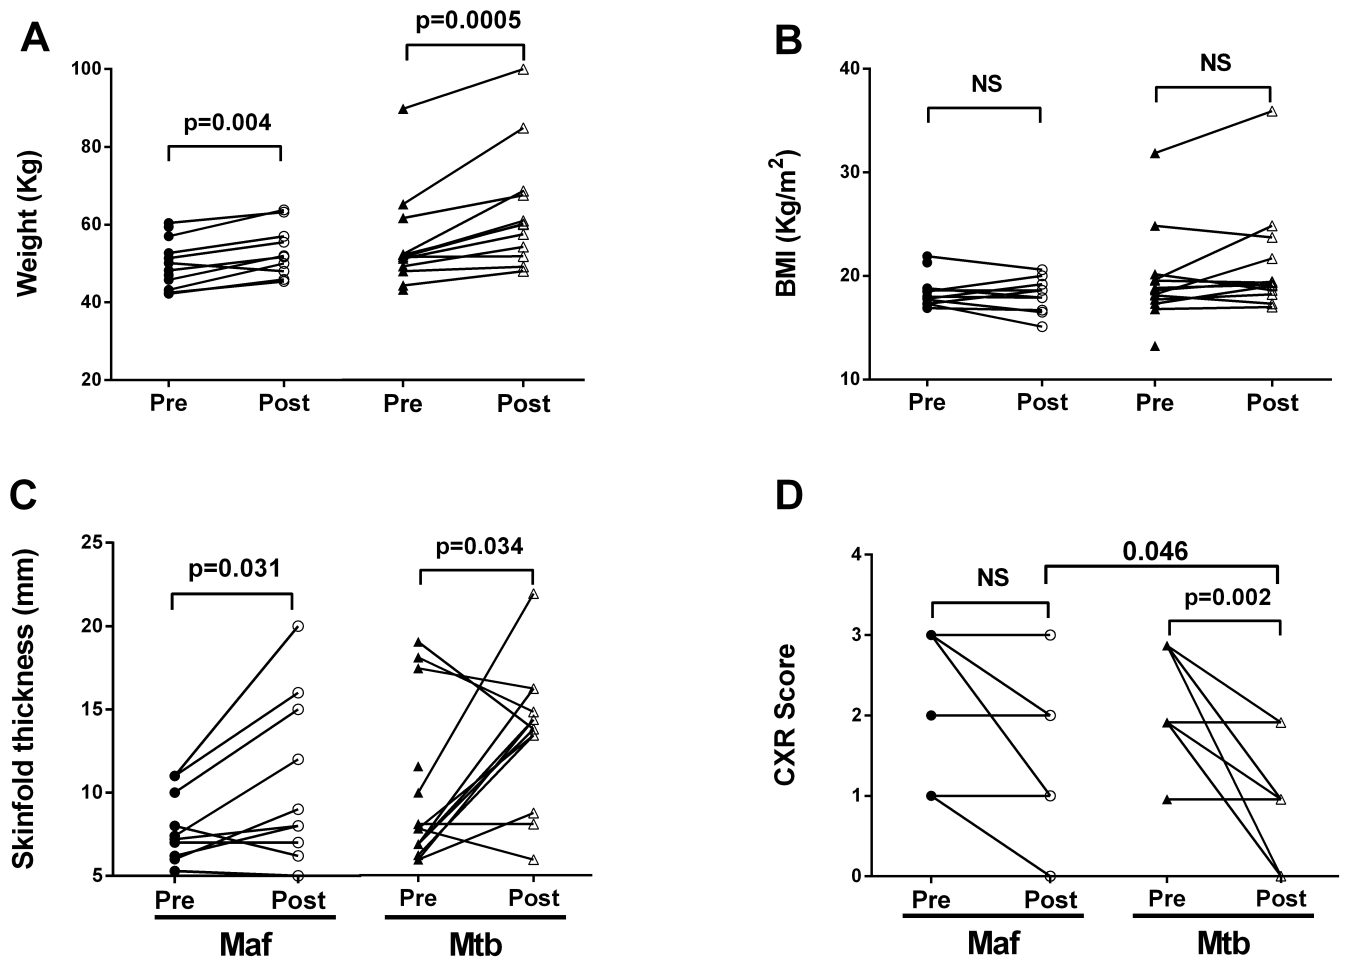 A
p=0.0005
p=0.004
Weight (Kg)
100
80
60
40
20
Pre
Post
Pre
Post
B
NS
NS
BMI (Kg/m²)
40
30
20
10
Pre
Post
Pre
Post
C
p=0.031
p=0.034
Skinfold thickness (mm)
25
20
15
10
5
Pre
Post
Pre
Post
Maf
Mtb
D
NS
0.046
p=0.002
CXR Score
4
3
2
1
0
Pre
Post
Pre
Post
Maf
Mtb